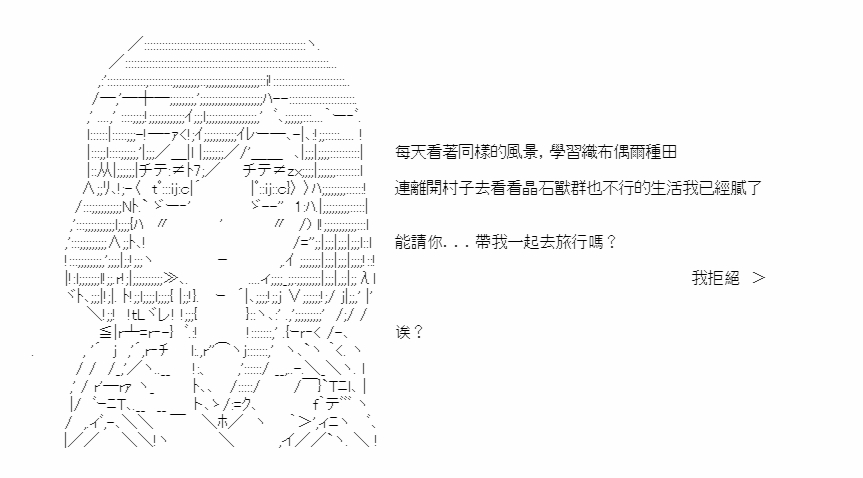 每天看著同樣的風景，學習織布偶爾種田
連離開村子去看看晶石獸群也不行的生活我已經膩了
能請你...帶我一起去旅行嗎？
我拒絕　＞
诶？